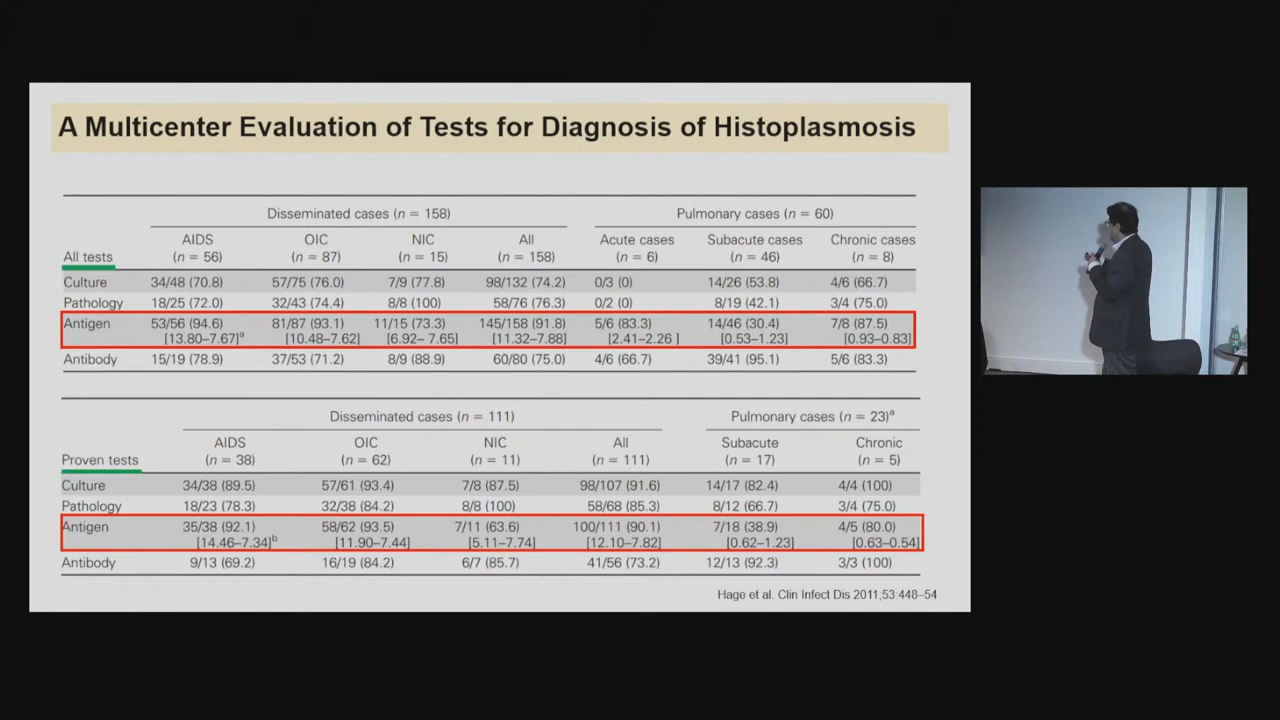 A Multicenter Evaluation of Tests for Diagnosis of Histoplasmosis
Disseminated cases (n = 158) Pulmonary cases (n = 60)
AIDS OIC NIC All Acute cases Subacute cases Chronic cases
All tests (n = 56) (n = 87) (n = 15) (n = 158) (n = 6) (n = 46) (n = 8)
Culture 34/48 (70.8) 57/75 (76.0) 7/9 (77.8) 98/132 (74.2) 0/3 (0) 14/26 (53.8) 4/6 (66.7)
Pathology 18/25 (72.0) 32/43 (74.4) 8/8 (100) 58/76 (76.3) 0/2 (0) 8/19 (42.1) 3/4 (75.0)
Antigen 53/56 (94.6) 81/87 (93.1) 11/15 (73.3) 145/158 (91.8) 5/6 (83.3) 14/46 (30.4) 7/8 (87.5)
[13.80–7.67]a [10.48–7.62] [6.92– 7.65] [11.32–7.88] [2.41–2.26 ] [0.53–1.23] [0.93–0.83]
Antibody 15/19 (78.9) 37/53 (71.2) 8/9 (88.9) 60/80 (75.0) 4/6 (66.7) 39/41 (95.1) 5/6 (83.3)
Disseminated cases (n = 111) Pulmonary cases (n = 23)a
AIDS OIC NIC All Subacute Chronic
Proven tests (n = 38) (n = 62) (n = 11) (n = 111) (n = 17) (n = 5)
Culture 34/38 (89.5) 57/61 (93.4) 7/8 (87.5) 98/107 (91.6) 14/17 (82.4) 4/4 (100)
Pathology 18/23 (78.3) 32/38 (84.2) 8/8 (100) 58/68 (85.3) 8/12 (66.7) 3/4 (75.0)
Antigen 35/38 (92.1) 58/62 (93.5) 7/11 (63.6) 100/111 (90.1) 7/18 (38.9) 4/5 (80.0)
[14.46–7.34]b [11.90–7.44] [5.11–7.74] [12.10–7.82] [0.62–1.23] [0.63–0.54]
Antibody 9/13 (69.2) 16/19 (84.2) 6/7 (85.7) 41/56 (73.2) 12/13 (92.3) 3/3 (100)
Hage et al. Clin Infect Dis 2011;53:448–54